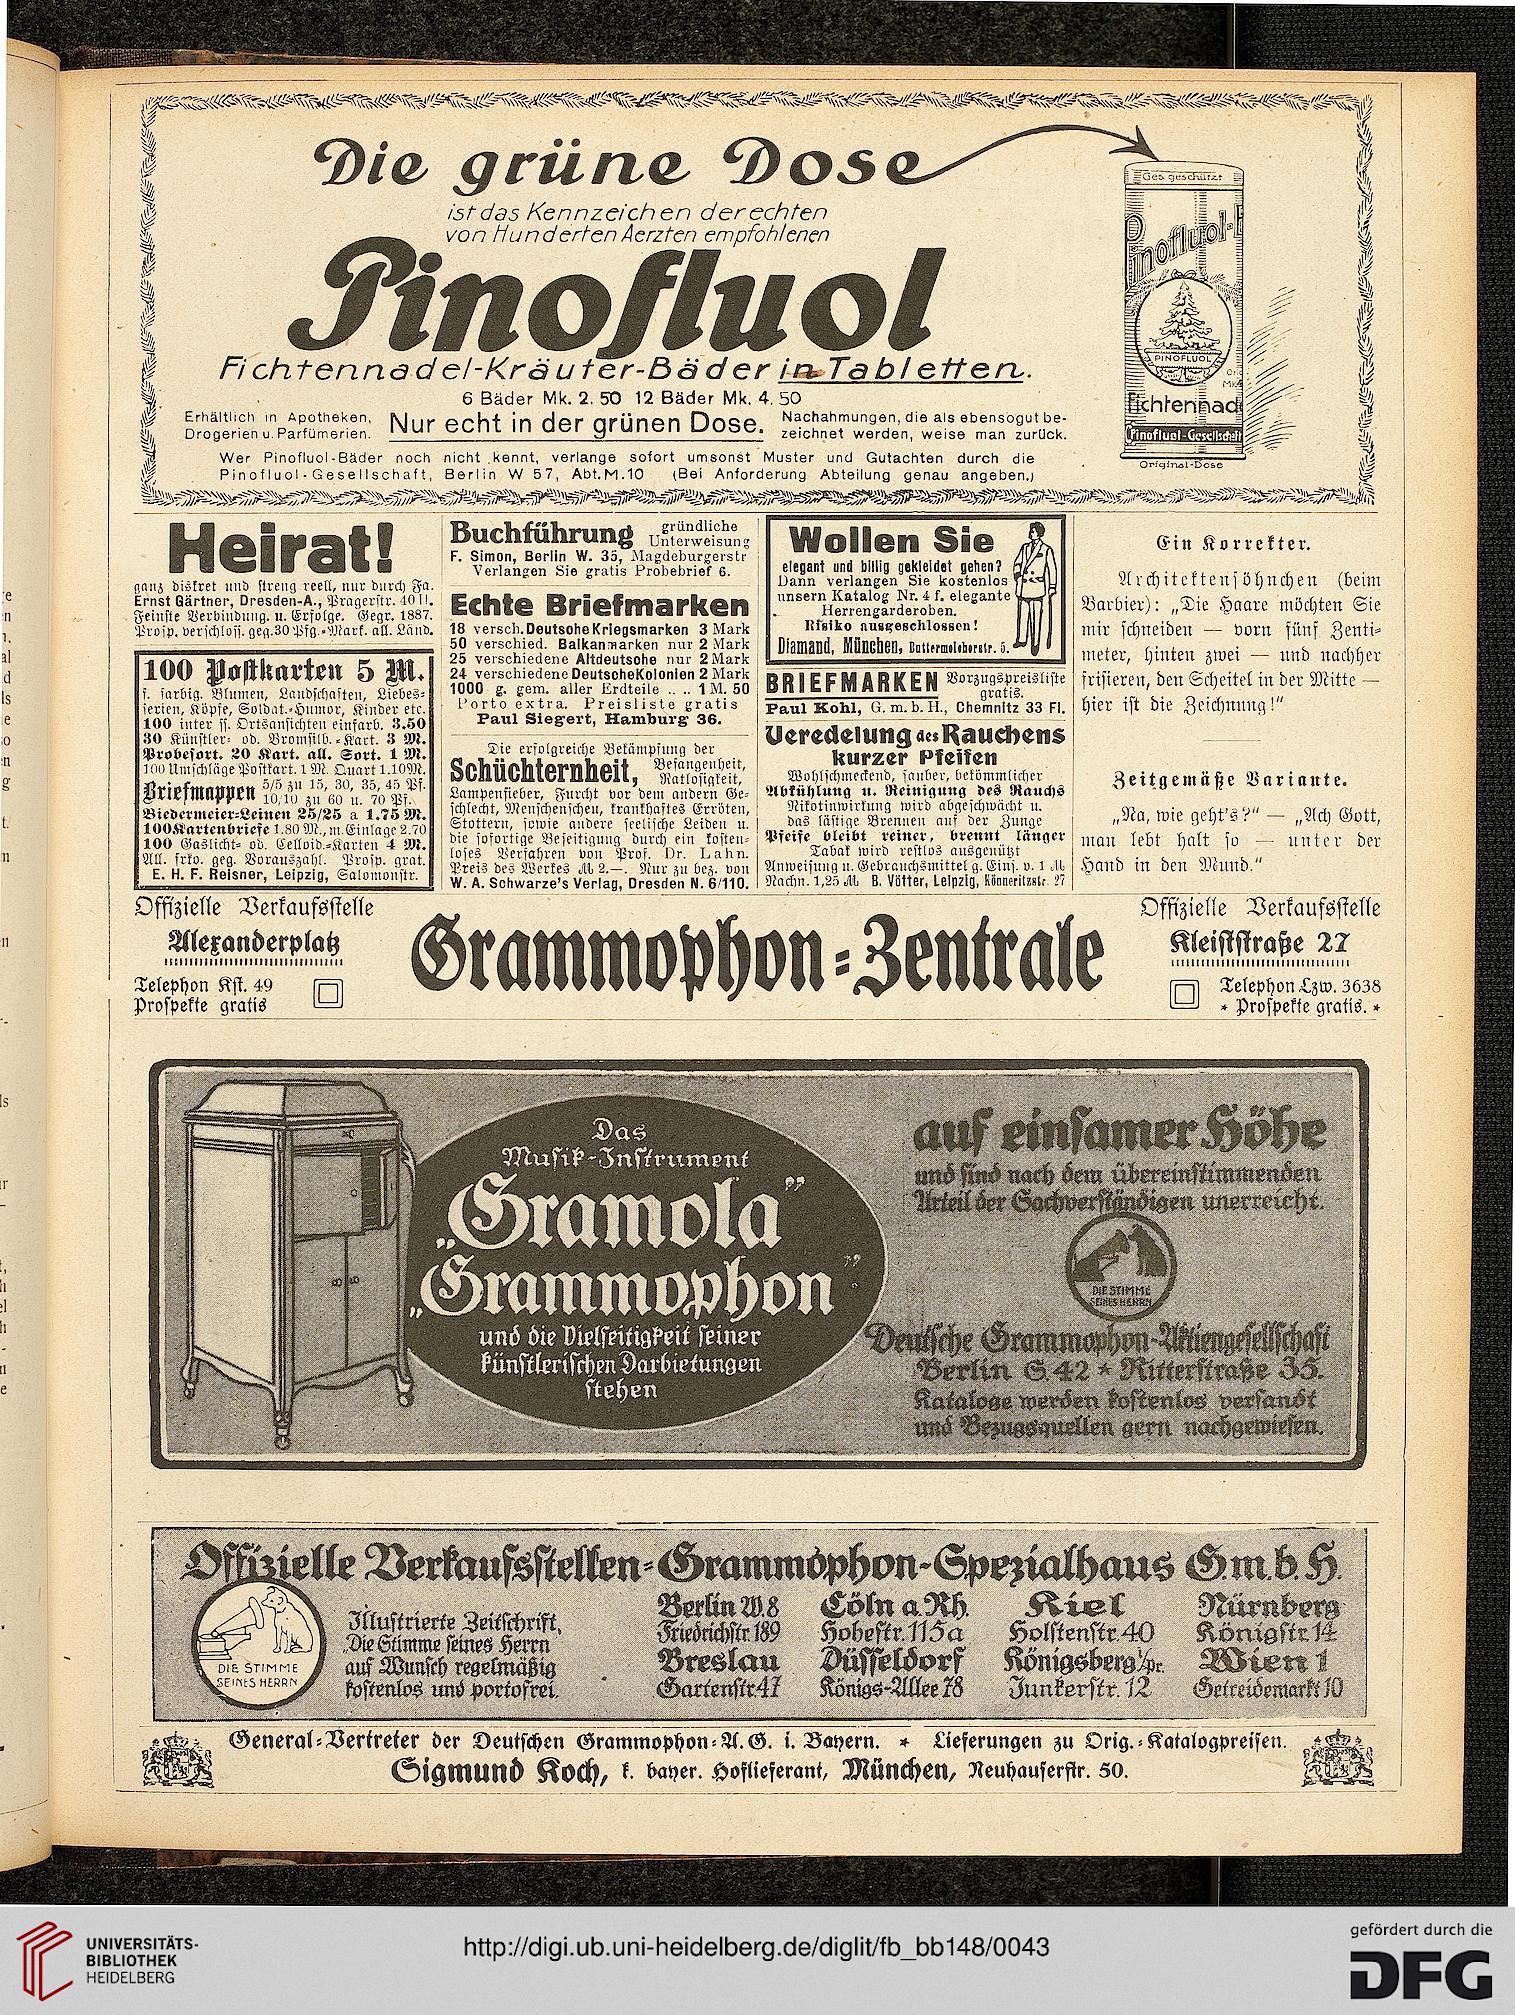 Die grüne Dose
ist das Kennzeichen der echten
von Hunderten Aerzten empfohlenen
Pinofluol
Fichtennadel-Kräuter-Bäder in Tabletten.
6 Bäder Mk. 2.50 12 Bäder Mk. 4.50
Erhältlich in Apotheken,
Drogerien u. Parfümerien.
Nur echt in der grünen Dose.
Nachahmungen, die als ebensogut be-
zeichnet werden, weise man zurück.
Wer Pinofluol-Bäder noch nicht kennt, verlange sofort umsonst Muster und Gutachten durch die
Pinofluol-Gesellschaft, Berlin W 57, Abt. M. 10 (Bei Anforderung Abteilung genau angeben.)
Ges. geschützt
Pinofluol-
PINOFLUOL
Fichtennad
Pinofluol-Gesellschaft
Original-Dose
Heirat!
ganz diskret und streng reell, nur durch Fa.
Ernst Gärtner, Dresden-A., Pragerstr. 40 II.
Feinste Verbindung. u. Erfolge. Gegr. 1887.
Prosp. verschloss. geg. 30 Pfg.-Mark. all. Länd.
100 Postkarten 5 M.
f. farbig. Blumen, Landschaften, Liebes-
serien, Köpfe, Soldat.-Humor, Kinder etc.
100 inter ss. Ortsansichten einfarb. 3.50
30 Künstler- od. Bromsilb.-Kart. 3 M.
Probesort. 20 Kart. all. Sort. 1 M.
100 Umschläge Postkart. 1 M. Quart 1.10 M.
Briefmappen 5/5 zu 15, 30, 35, 45 Pf.
10/10 zu 60 u. 70 Pf.
Biedermeier-Leinen 25/25 a 1.75 M.
100 Kartenbriefe 1.80 M., m. Einlage 2.70
100 Gaslicht- od. Celloid.-Karten 4 M.
All. frko. geg. Vorauszahl. Prosp. grat.
E. H. F. Reisner, Leipzig, Salomonstr.
Buchführung gründliche
Unterweisung
F. Simon, Berlin W. 35, Magdeburgerstr
Verlangen Sie gratis Probebrief 6.
Echte Briefmarken
18 versch. Deutsche Kriegsmarken 3 Mark
50 verschied. Balkanmarken nur 2 Mark
25 verschiedene Altdeutsche nur 2 Mark
24 verschiedene Deutsche Kolonien 2 Mark
1000 g. gem. aller Erdteile .. .. 1 M. 50
Porto extra. Preisliste gratis
Paul Siegert, Hamburg 36.
Die erfolgreiche Bekämpfung der
Schüchternheit, Befangenheit,
Ratlosigkeit,
Lampenfieber, Furcht vor dem andern Ge-
schlecht, Menschenscheu, krankhaftes Erröten,
Stottern, sowie andere seelische Leiden u.
die sofortige Beseitigung durch ein kosten-
loses Verfahren von Prof. Dr. Lahn.
Preis des Werkes ℳ 2.—. Nur zu bez. von
W. A. Schwarze's Verlag, Dresden N. 6/110.
Wollen Sie
elegant und billig gekleidet gehen?
Dann verlangen Sie kostenlos
unsern Katalog Nr. 4 f. elegante
Herrengarderoben.
Risiko ausgeschlossen!
Diamand, München, Buttermelcherstr. 5.
BRIEFMARKEN Vorzugspreisliste
gratis.
Paul Kohl, G. m. b. H., Chemnitz 33 Fl.
Veredelung des Rauchens
kurzer Pfeifen
Wohlschmeckend, sauber, bekömmlicher
Abkühlung u. Reinigung des Rauchs
Nikotinwirkung wird abgeschwächt u.
das lästige Brennen auf der Zunge
Pfeife bleibt reiner, brennt länger
Tabak wird restlos ausgenützt
Anweisung u. Gebrauchsmittel g. Eins. v. 1 ℳ
Nachn. 1,25 ℳ B. Vötter, Leipzig, Könneritzstr. 27
Ein Korrekter.
Architektensöhnchen (beim
Barbier): „Die Haare möchten Sie
mir schneiden — vorn fünf Zenti-
meter, hinten zwei — und nachher
frisieren, den Scheitel in der Mitte —
hier ist die Zeichnung!"
Zeitgemäße Variante.
„Na, wie geht's?" — „Ach Gott,
man lebt halt so — unter der
Hand in den Mund."
Offizielle Verkaufsstelle
Alexanderplatz
Telephon Kst. 49
Prospekte gratis
Grammophon-Zentrale
Offizielle Verkaufsstelle
Kleiststraße 27
Telephon Lzw. 3638
* Prospekte gratis. *
Das
Musik-Instrument
„Gramola"
„Grammophon"
und die Vielseitigkeit seiner
künstlerischen Darbietungen
stehen
auf einsamer Höhe
und sind nach dem übereinstimmenden
Urteil der Sachverständigen unerreicht.
DIE STIMME
SEINES HERRN
Deutsche Grammophon-Aktiengesellschaft
Berlin S. 42 * Ritterstraße 35.
Kataloge werden kostenlos versandt
und Bezugsquellen gern nachgewiesen.
Offizielle Verkaufsstellen-Grammophon-Spezialhaus G.m.b.H.
DIE STIMME
SEINES HERRN
Illustrierte Zeitschrift,
„Die Stimme seines Herrn
auf Wunsch regelmäßig
kostenlos und portofrei.
Berlin W.8
Friedrichstr. 189
Breslau
Gartenstr. 47
Cöln a. Rh.
Hohestr. 115a
Düsseldorf
Königs-Allee 78
Kiel
Holstenstr. 40
Königsberg i/Pr.
Junkerstr. 12
Nürnberg
Königstr. 14
Wien 1
Getreidemarkt 10
General-Vertreter der Deutschen Grammophon-A.G. i. Bayern. * Lieferungen zu Orig.-Katalogpreisen.
Sigmund Koch, k. bayer. Hoflieferant, München, Neuhauserstr. 50.
UNIVERSITÄTS-
BIBLIOTHEK
HEIDELBERG
http://digi.ub.uni-heidelberg.de/diglit/fb_bb148/0043
gefördert durch die
DFG